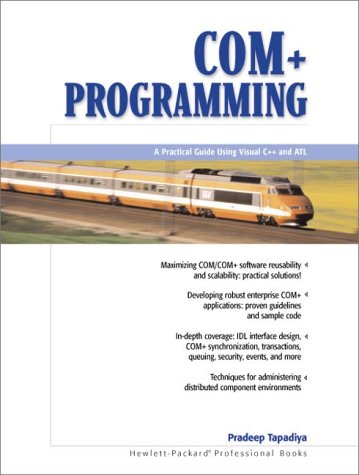 COM+
PROGRAMMING
A Practical Guide Using Visual C++ and ATL
Maximizing COM/COM+ software reusability
and scalability: practical solutions!
Developing robust enterprise COM+
applications: proven guidelines
and sample code
In-depth coverage: IDL interface design,
COM+ synchronization, transactions,
queuing, security, events, and more
Techniques for administering
distributed component environments
Pradeep Tapadiya
Hewlett-Packard® Professional Books